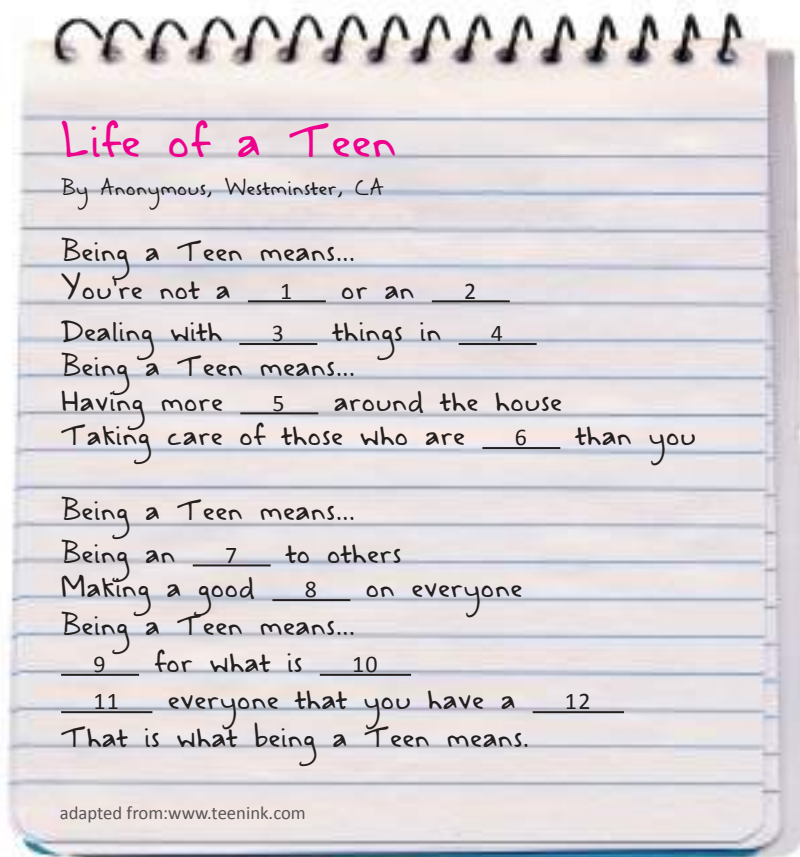 Life of a Teen
By Anonymous, Westminster, CA
Being a Teen means...
You're not a 1 or an 2
Dealing with 3 things in 4
Being a Teen means...
Having more 5 around the house
Taking care of those who are 6 than you
Being a Teen means...
Being an 7 to others
Making a good 8 on everyone
Being a Teen means...
9 for what is 10
11 everyone that you have a 12
That is what being a Teen means.
adapted from:www.teenink.com